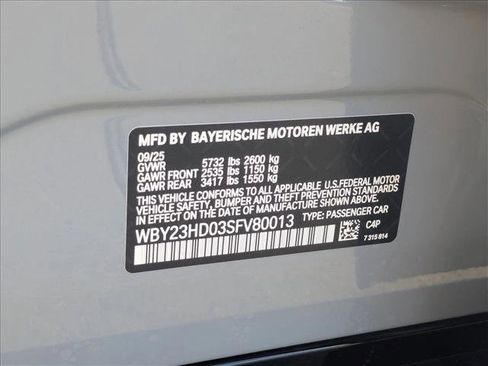 MFD BY BAYERISCHE MOTOREN WERKE AG
09/25
GVWR 5732 lbs 2600 kg
GAWR FRONT 2535 lbs 1150 kg
GAWR REAR 3417 lbs 1550 kg
THIS VEHICLE CONFORMS TO ALL APPLICABLE U.S.FEDERAL MOTOR
VEHICLE SAFETY, BUMPER, AND THEFT PREVENTION STANDARDS
IN EFFECT ON THE DATE OF MANUFACTURE SHOWN ABOVE.
WBY23HD03SFV80013 TYPE: PASSENGER CAR
C4P
7 315 814